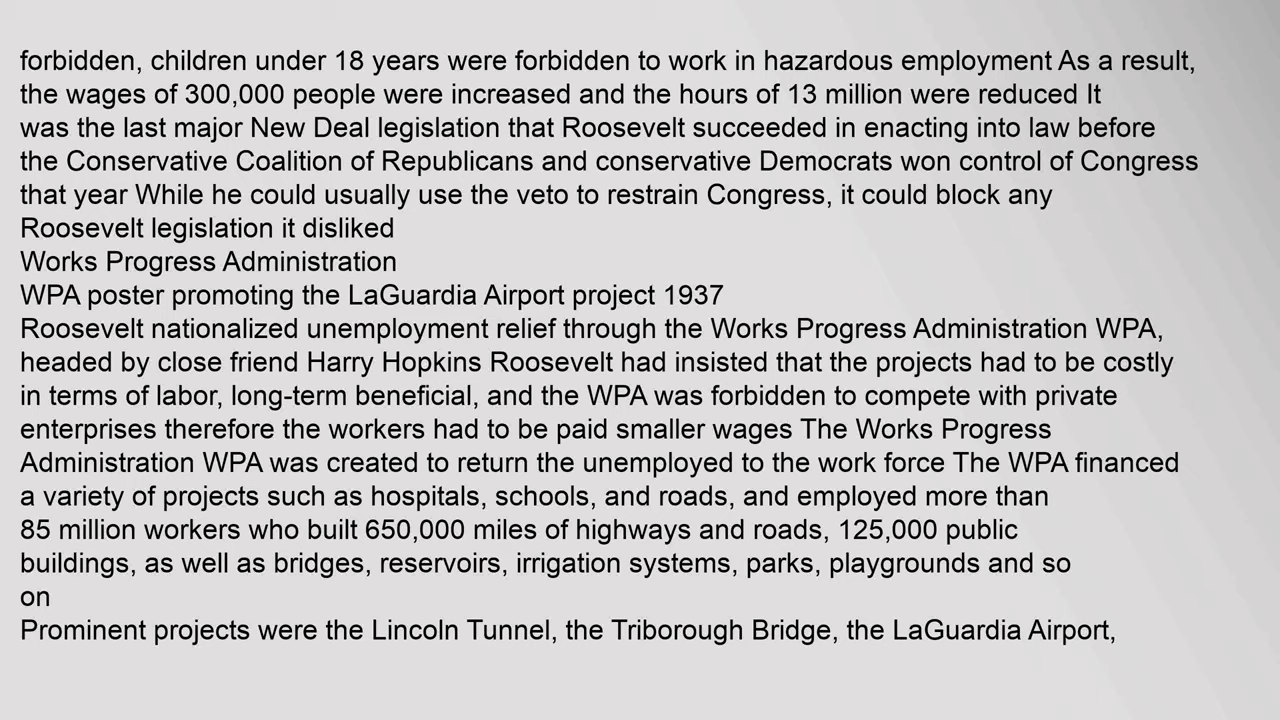 forbidden, children under 18 years were forbidden to work in hazardous employment As a result,
the wages of 300,000 people were increased and the hours of 13 million were reduced It
was the last major New Deal legislation that Roosevelt succeeded in enacting into law before
the Conservative Coalition of Republicans and conservative Democrats won control of Congress
that year While he could usually use the veto to restrain Congress, it could block any
Roosevelt legislation it disliked
Works Progress Administration
WPA poster promoting the LaGuardia Airport project 1937
Roosevelt nationalized unemployment relief through the Works Progress Administration WPA,
headed by close friend Harry Hopkins Roosevelt had insisted that the projects had to be costly
in terms of labor, long-term beneficial, and the WPA was forbidden to compete with private
enterprises therefore the workers had to be paid smaller wages The Works Progress
Administration WPA was created to return the unemployed to the work force The WPA financed
a variety of projects such as hospitals, schools, and roads, and employed more than
85 million workers who built 650,000 miles of highways and roads, 125,000 public
buildings, as well as bridges, reservoirs, irrigation systems, parks, playgrounds and so
on
Prominent projects were the Lincoln Tunnel, the Triborough Bridge, the LaGuardia Airport,